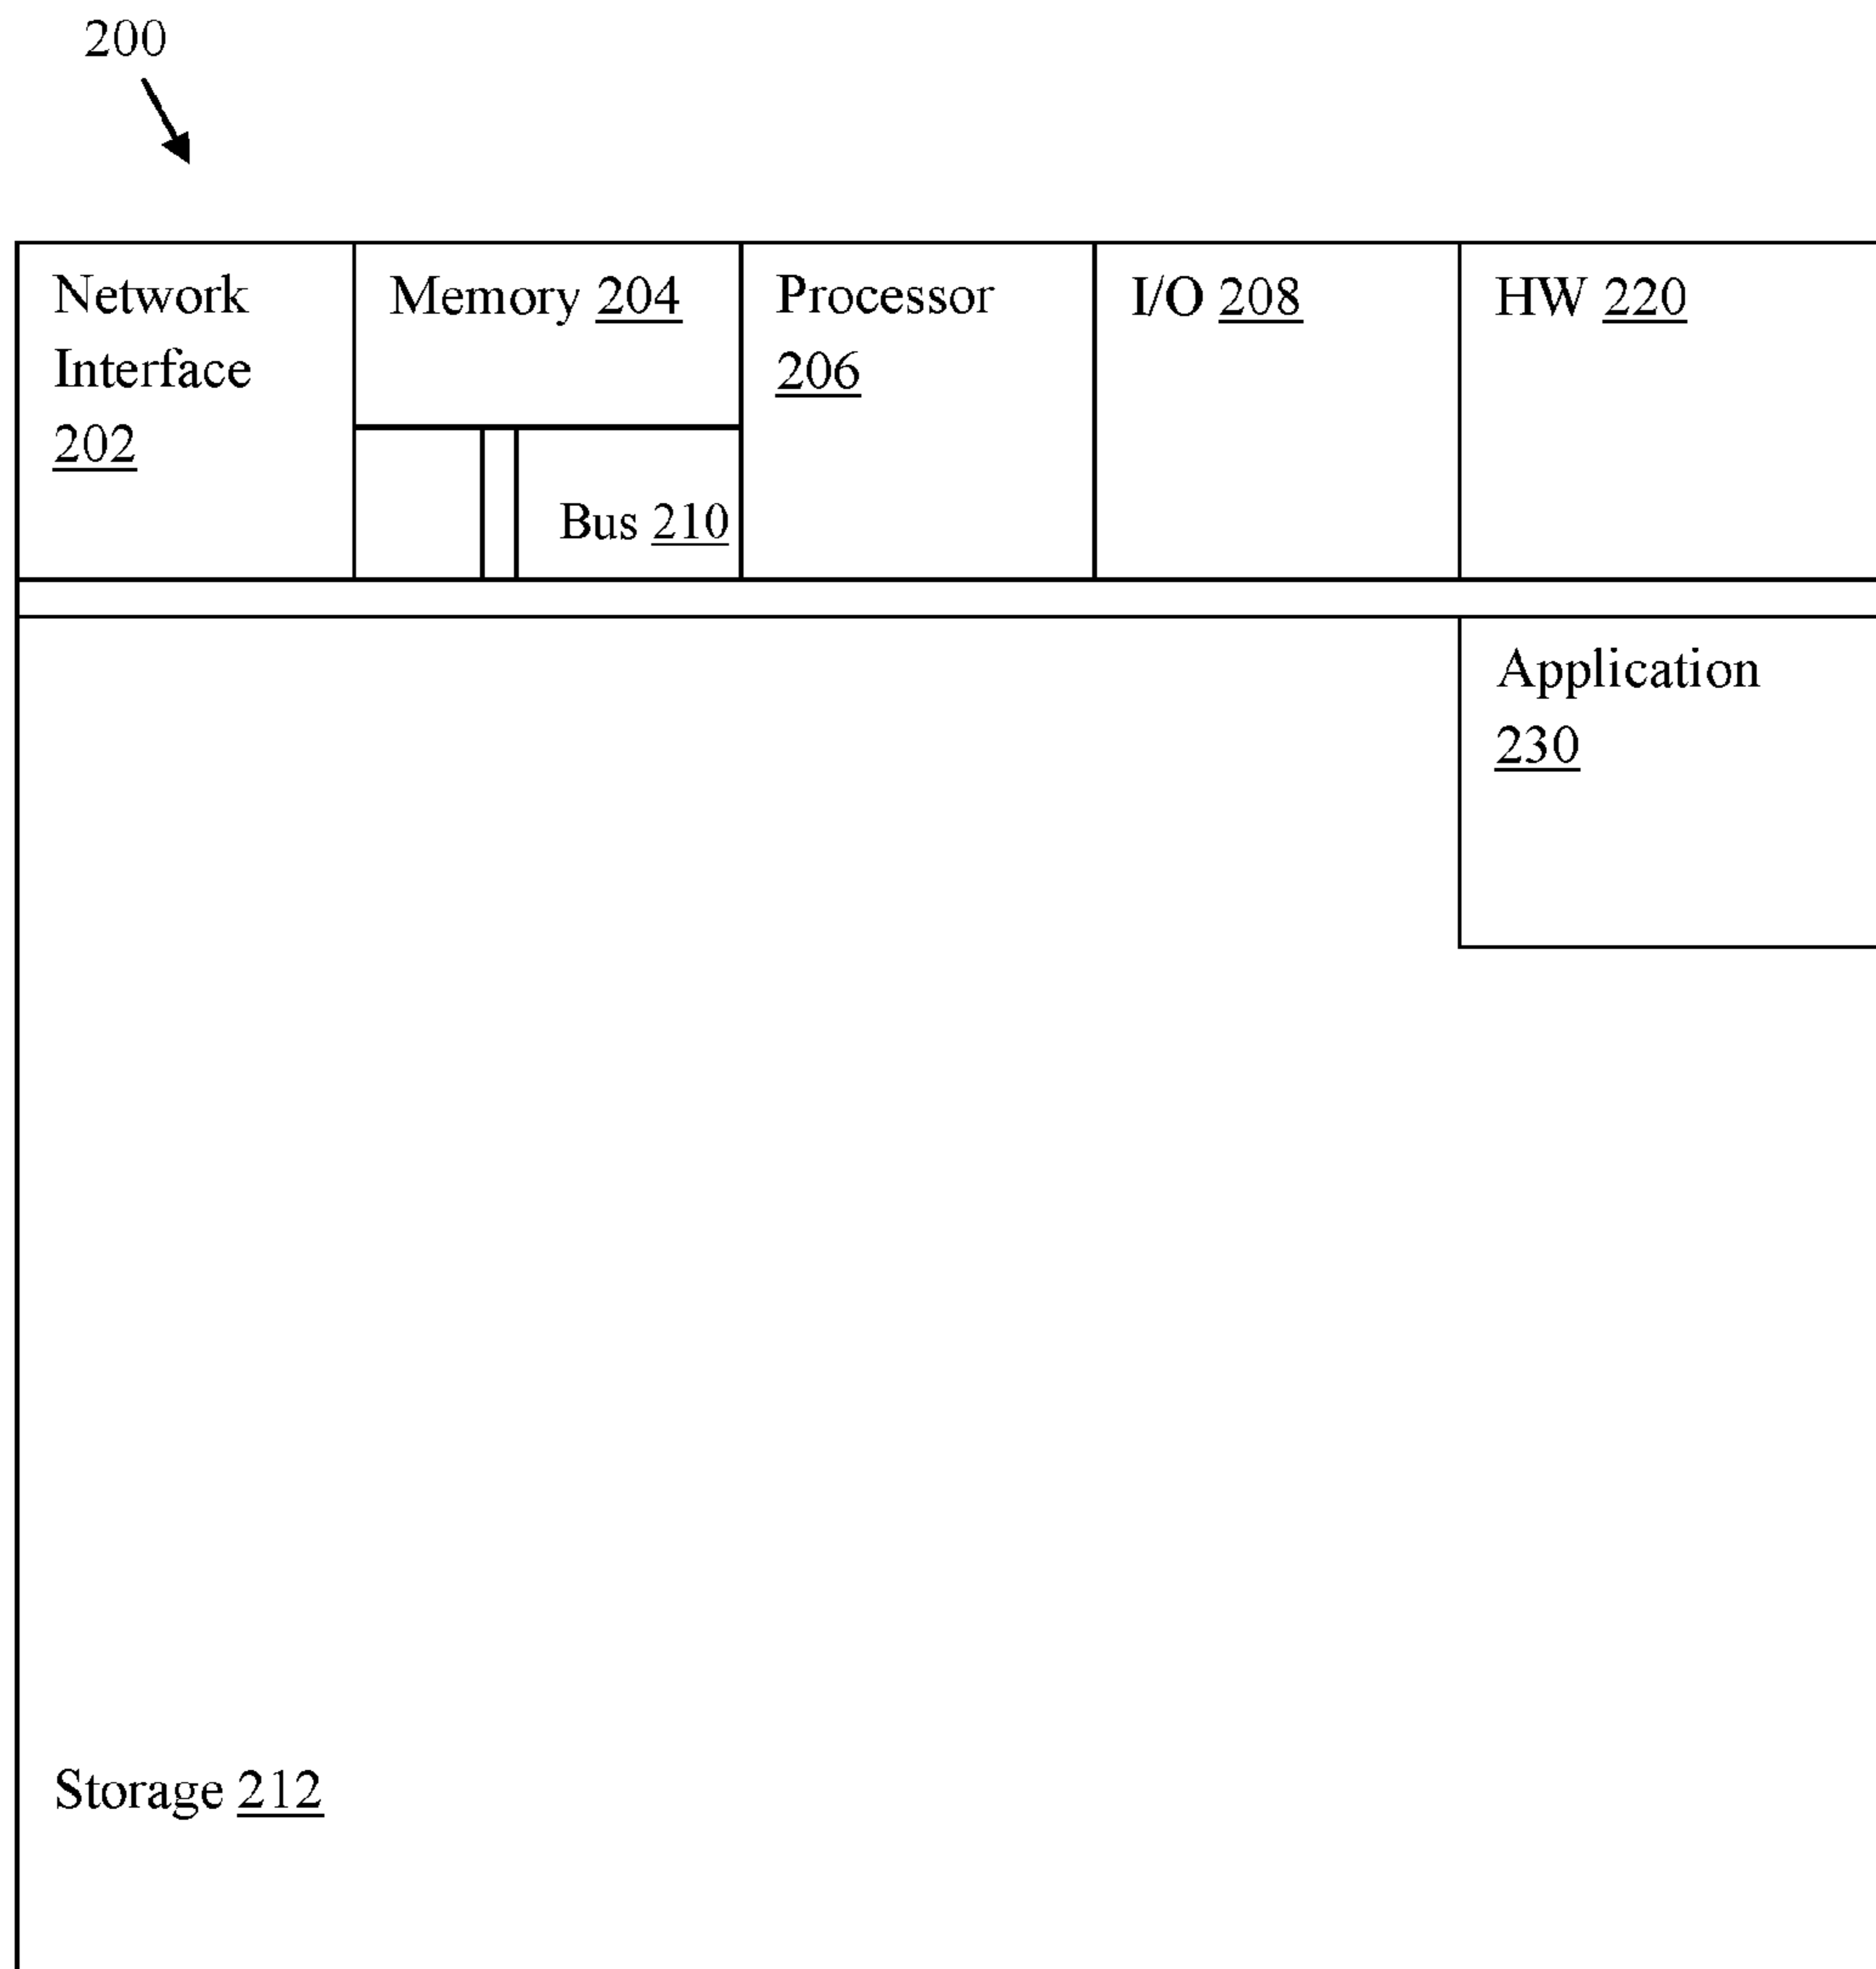 200
Network
Interface
202
Memory 204
Bus 210
Processor
206
I/O 208
HW 220
Application
230
Storage 212